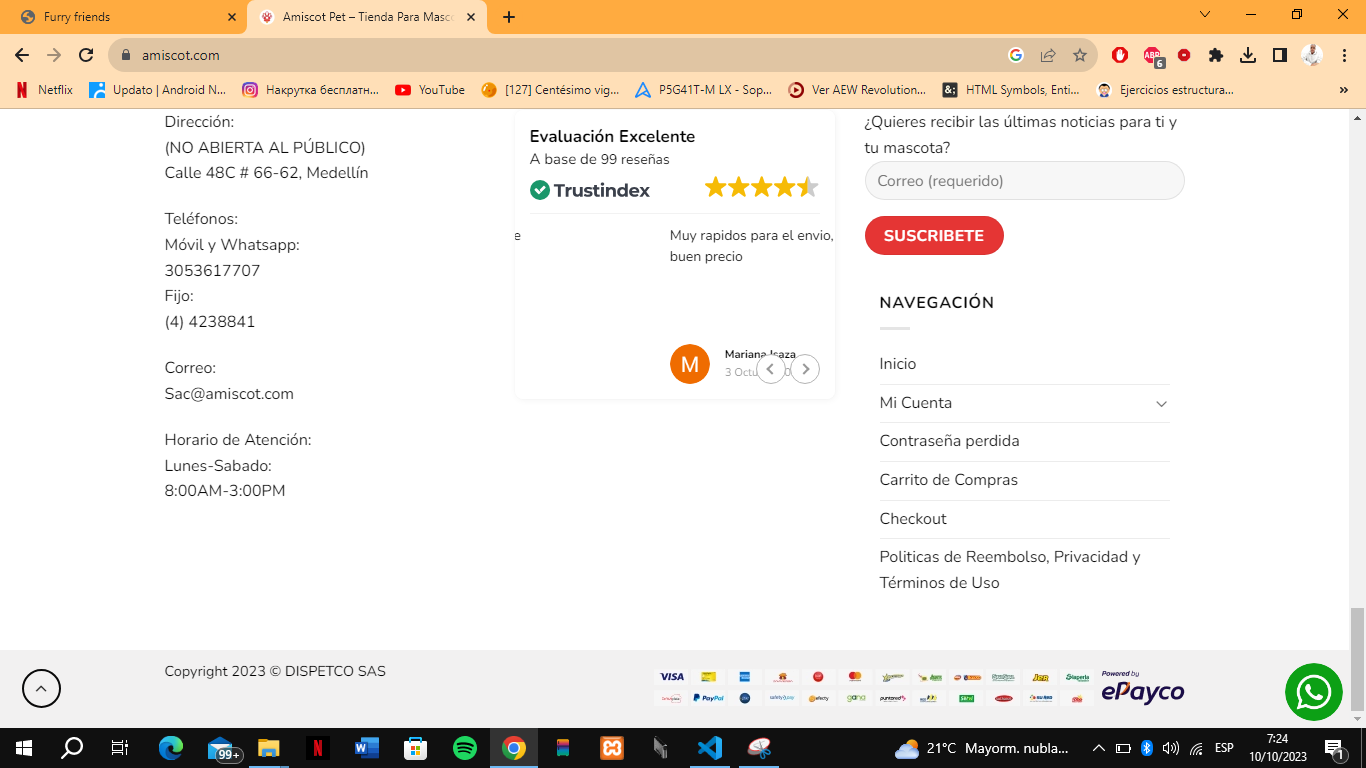 Furry friends
Amiscot Pet – Tienda Para Masco
amiscot.com
6
Netflix
Updato | Android N...
Накрутка бесплатн...
YouTube
[127] Centésimo vig...
P5G41T-M LX - Sop...
Ver AEW Revolution...
HTML Symbols, Enti...
Ejercicios estructura...
»
Dirección:
(NO ABIERTA AL PÚBLICO)
Calle 48C # 66-62, Medellín
Teléfonos:
Móvil y Whatsapp:
3053617707
Fijo:
(4) 4238841
Correo:
Sac@amiscot.com
Horario de Atención:
Lunes-Sabado:
8:00AM-3:00PM
Evaluación Excelente
A base de 99 reseñas
Trustindex
e
Muy rapidos para el envio,
buen precio
M
Mariana Isaza
3 Octu
¿Quieres recibir las últimas noticias para ti y
tu mascota?
Correo (requerido)
SUSCRIBETE
NAVEGACIÓN
Inicio
Mi Cuenta
Contraseña perdida
Carrito de Compras
Checkout
Politicas de Reembolso, Privacidad y
Términos de Uso
Copyright 2023 © DISPETCO SAS
VISA
PayPal
safetypay
efecty
gana
puntored
Powered by
ePayco
99+
21°C Mayorm. nubla...
ESP
7:24
10/10/2023
1